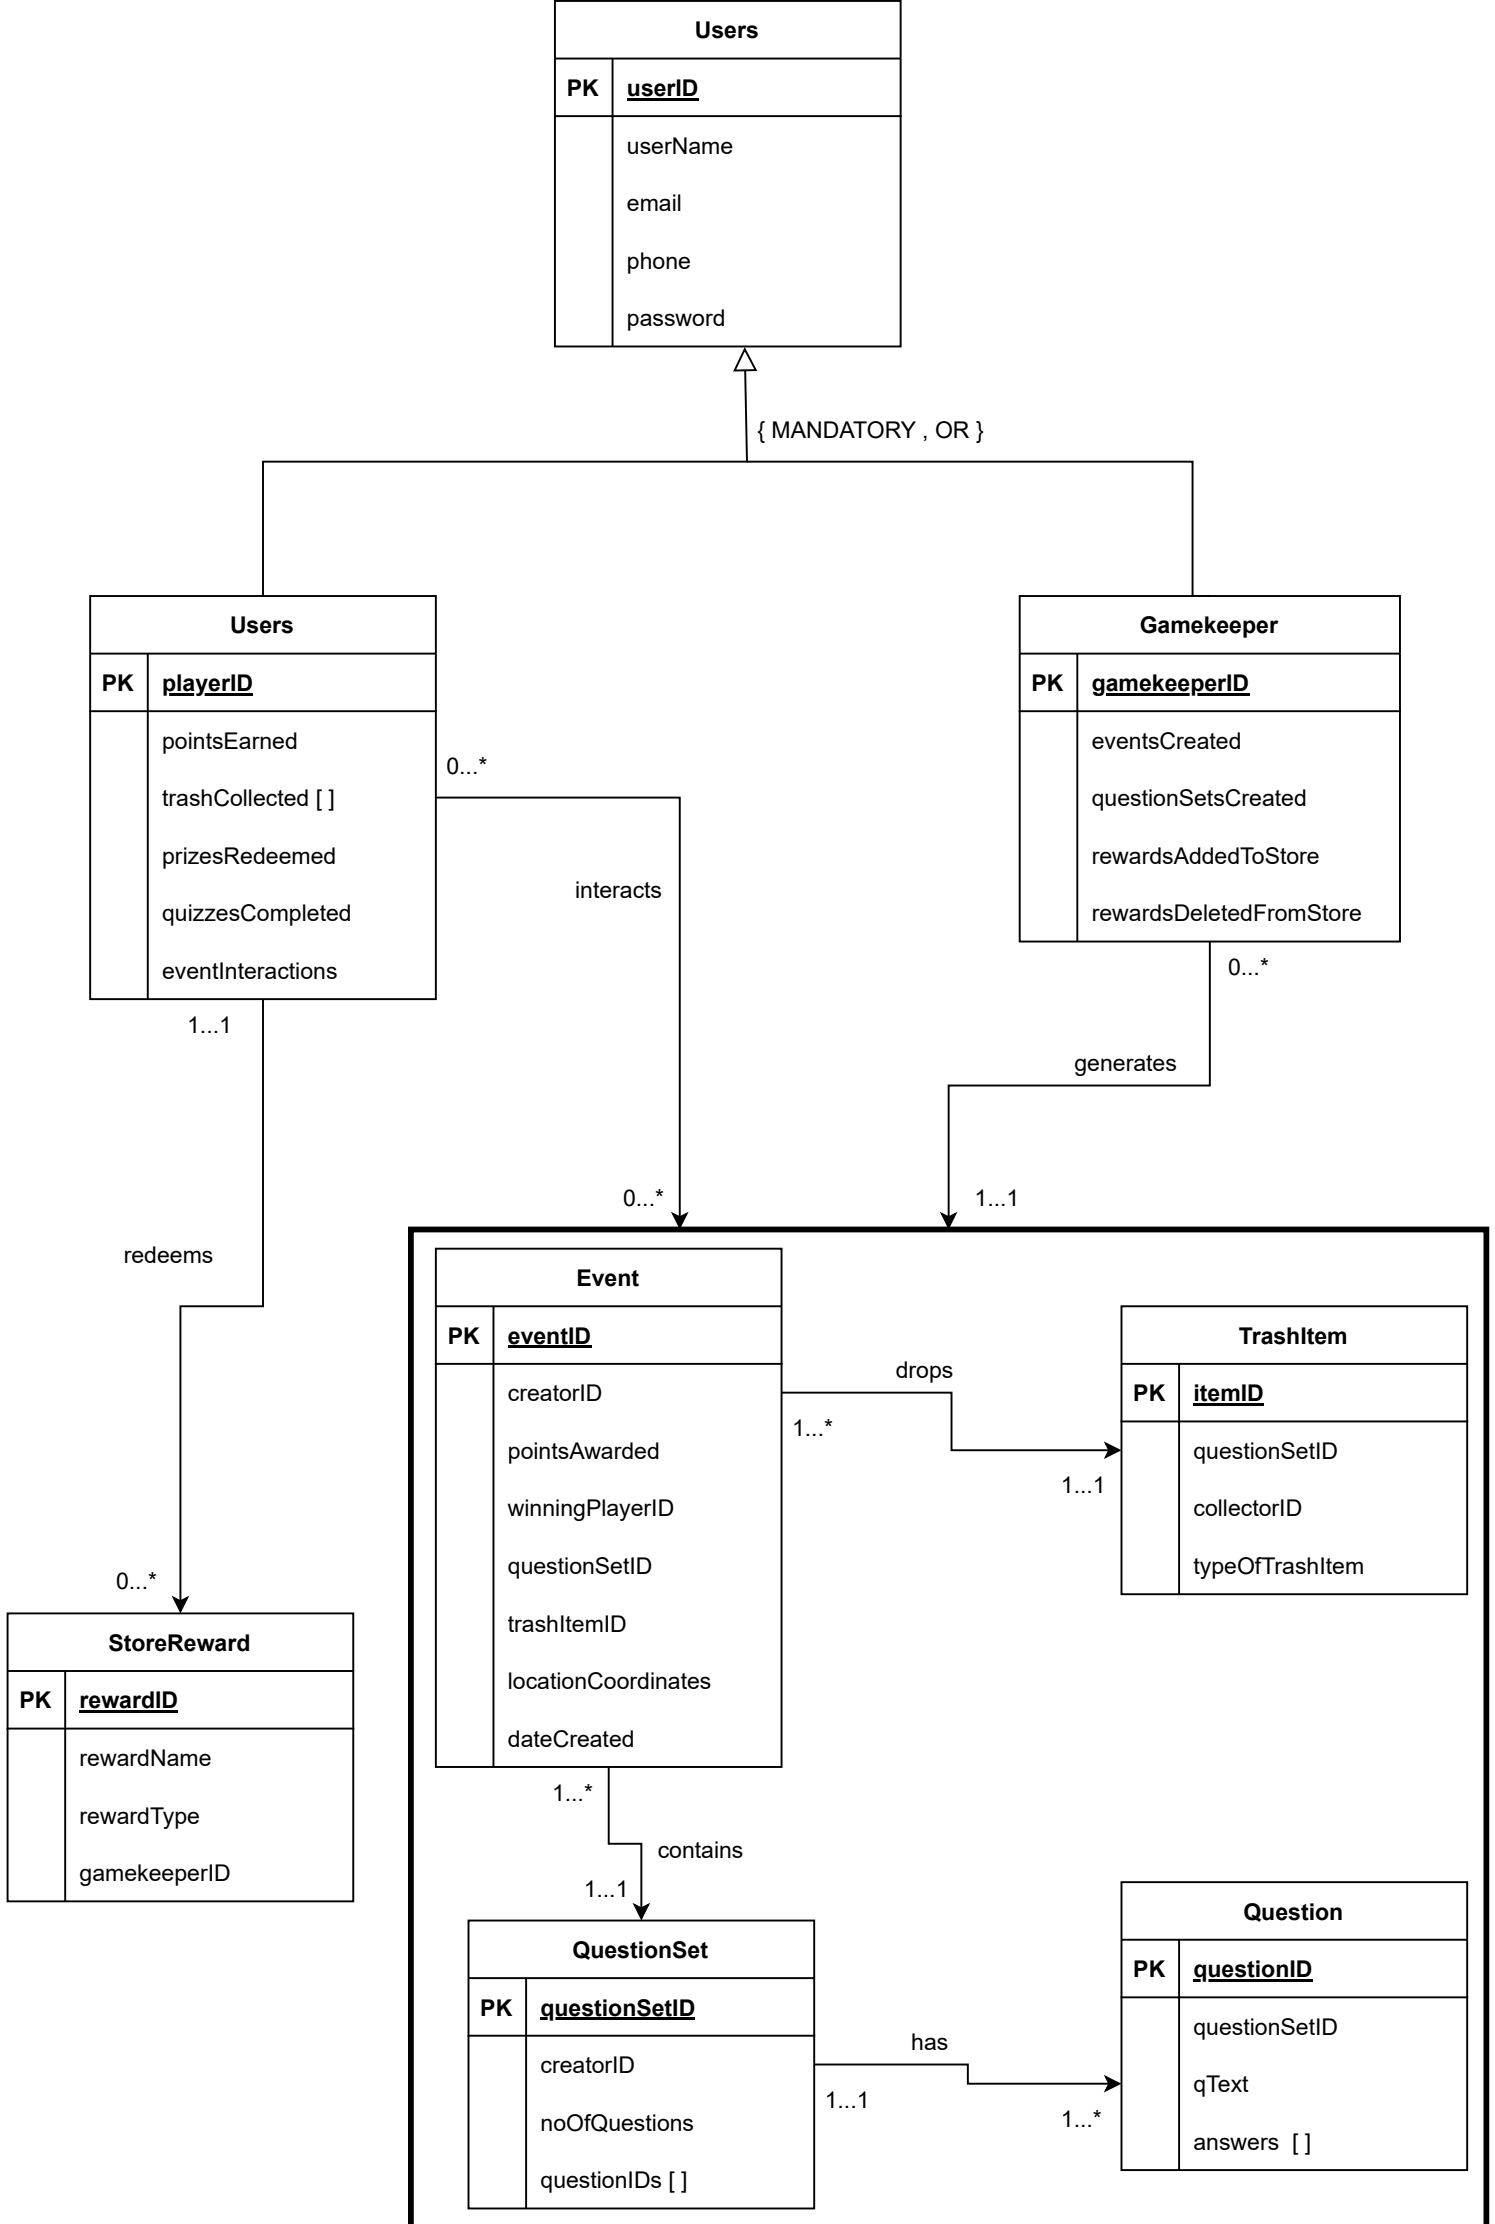 Users
PK userID
userName
email
phone
password
{ MANDATORY , OR }
Users
PK playerID
pointsEarned
trashCollected [ ]
prizesRedeemed
quizzesCompleted
eventInteractions
Gamekeeper
PK gamekeeperID
eventsCreated
questionSetsCreated
rewardsAddedToStore
rewardsDeletedFromStore
0...*
interacts
0...*
1...1
redeems
0...*
0...*
generates
1...1
StoreReward
PK rewardID
rewardName
rewardType
gamekeeperID
Event
PK eventID
creatorID
pointsAwarded
winningPlayerID
questionSetID
trashItemID
locationCoordinates
dateCreated
drops
1...*
1...1
TrashItem
PK itemID
questionSetID
collectorID
typeOfTrashItem
1...*
contains
1...1
QuestionSet
PK questionSetID
creatorID
noOfQuestions
questionIDs [ ]
has
1...1
1...*
Question
PK questionID
questionSetID
qText
answers [ ]